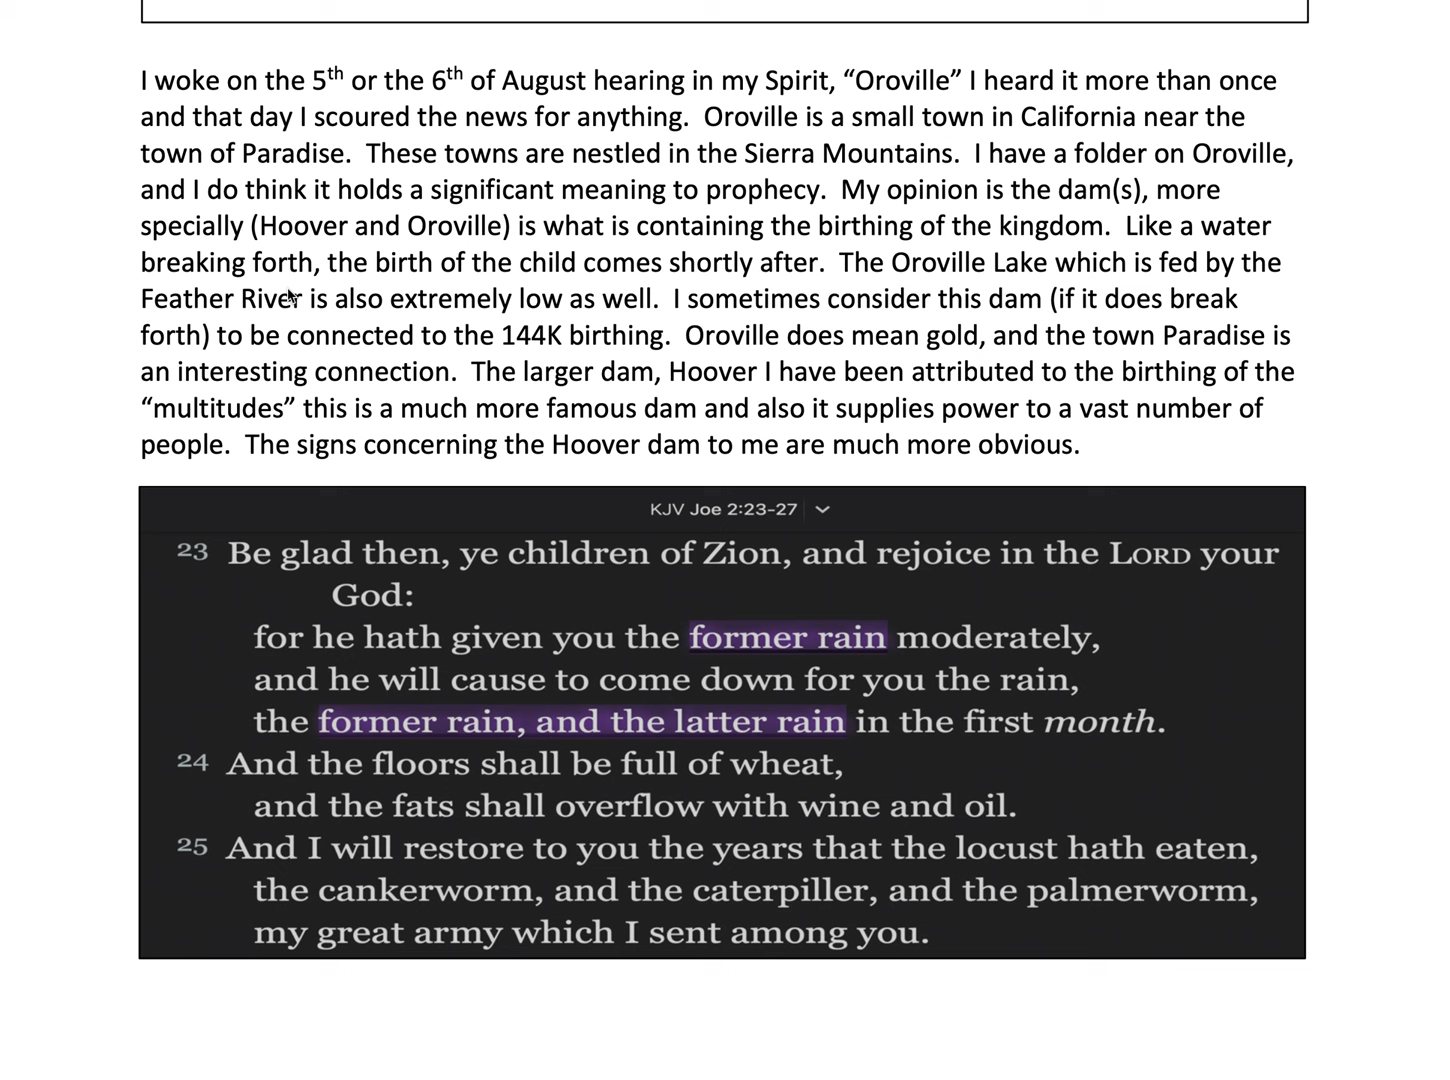 I woke on the 5th or the 6th of August hearing in my Spirit, “Oroville” I heard it more than once
and that day I scoured the news for anything.  Oroville is a small town in California near the
town of Paradise.  These towns are nestled in the Sierra Mountains.  I have a folder on Oroville,
and I do think it holds a significant meaning to prophecy.  My opinion is the dam(s), more
specially (Hoover and Oroville) is what is containing the birthing of the kingdom.  Like a water
breaking forth, the birth of the child comes shortly after.  The Oroville Lake which is fed by the
Feather River is also extremely low as well.  I sometimes consider this dam (if it does break
forth) to be connected to the 144K birthing.  Oroville does mean gold, and the town Paradise is
an interesting connection.  The larger dam, Hoover I have been attributed to the birthing of the
“multitudes” this is a much more famous dam and also it supplies power to a vast number of
people.  The signs concerning the Hoover dam to me are much more obvious.
KJV Joe 2:23-27
23 Be glad then, ye children of Zion, and rejoice in the LORD your
God:
for he hath given you the former rain moderately,
and he will cause to come down for you the rain,
the former rain, and the latter rain in the first month.
24 And the floors shall be full of wheat,
and the fats shall overflow with wine and oil.
25 And I will restore to you the years that the locust hath eaten,
the cankerworm, and the caterpiller, and the palmerworm,
my great army which I sent among you.